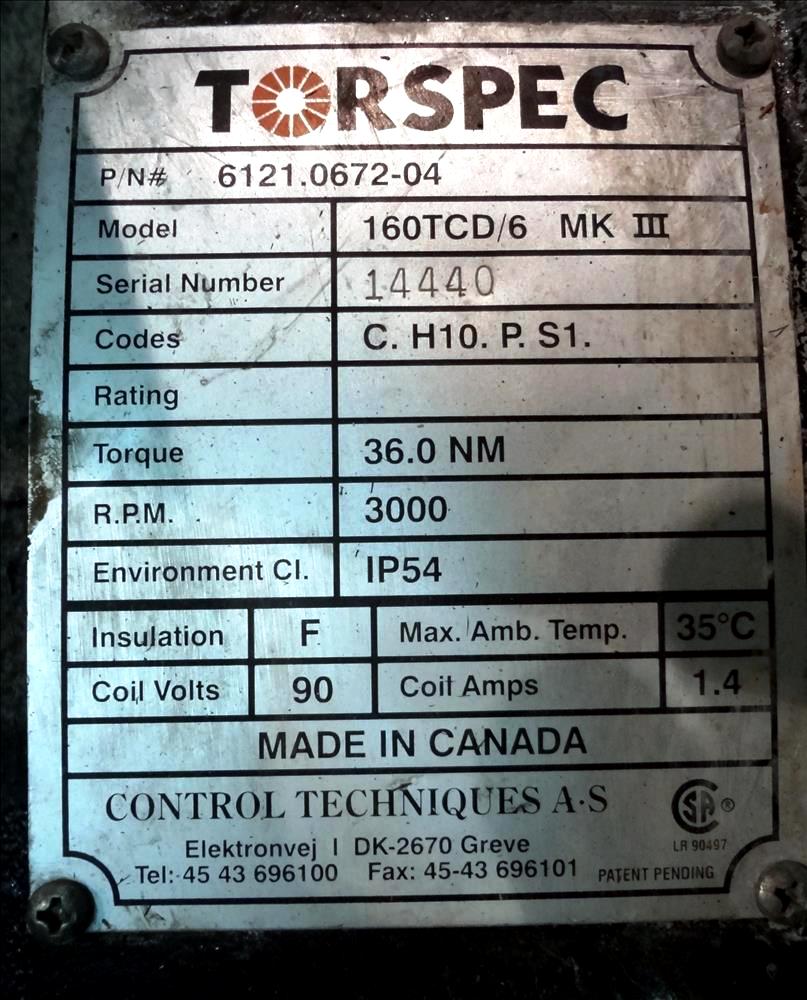 TORSPEC
P/N# 6121.0672-04
Model 160TCD/6 MK III
Serial Number 14440
Codes C. H10. P. S1.
Rating
Torque 36.0 NM
R.P.M. 3000
Environment Cl. IP54
Insulation F Max. Amb. Temp. 35°C
Coil Volts 90 Coil Amps 1.4
MADE IN CANADA
CONTROL TECHNIQUES A·S
SA ®
Elektronvej 1 DK-2670 Greve
LR 90497
Tel: 45 43 696100 Fax: 45-43 696101 PATENT PENDING